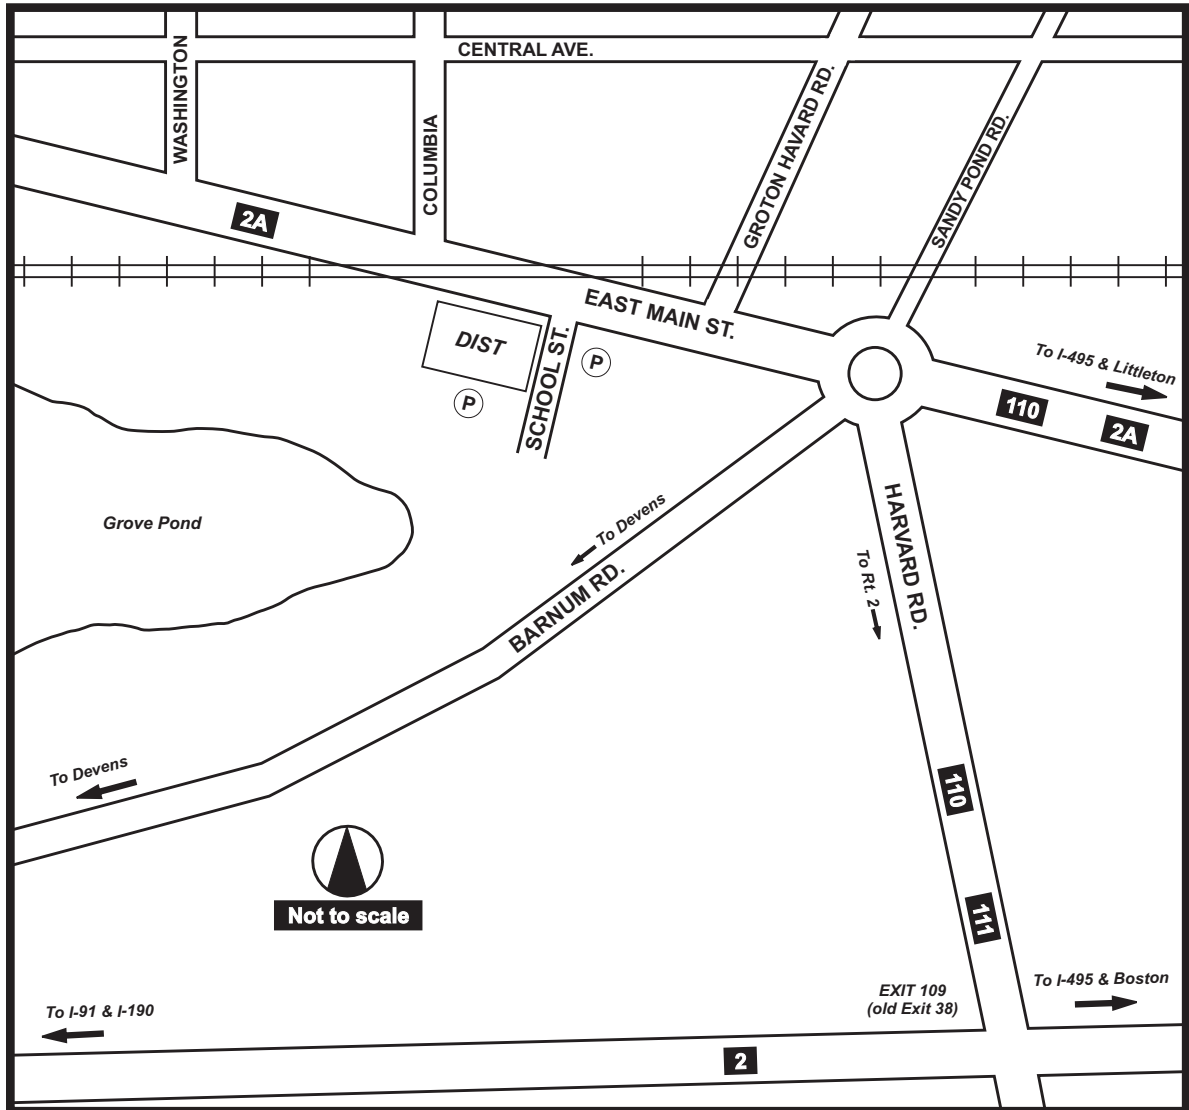 CENTRAL AVE.
WASHINGTON
COLUMBIA
GROTON HAVARD RD.
SANDY POND RD.
2A
EAST MAIN ST.
DIST
SCHOOL ST.
P
P
To I-495 & Littleton
110
2A
Grove Pond
To Devens
BARNUM RD.
HARVARD RD.
To Rt. 2
To Devens
110
Not to scale
111
To I-91 & I-190
EXIT 109
(old Exit 38)
To I-495 & Boston
2